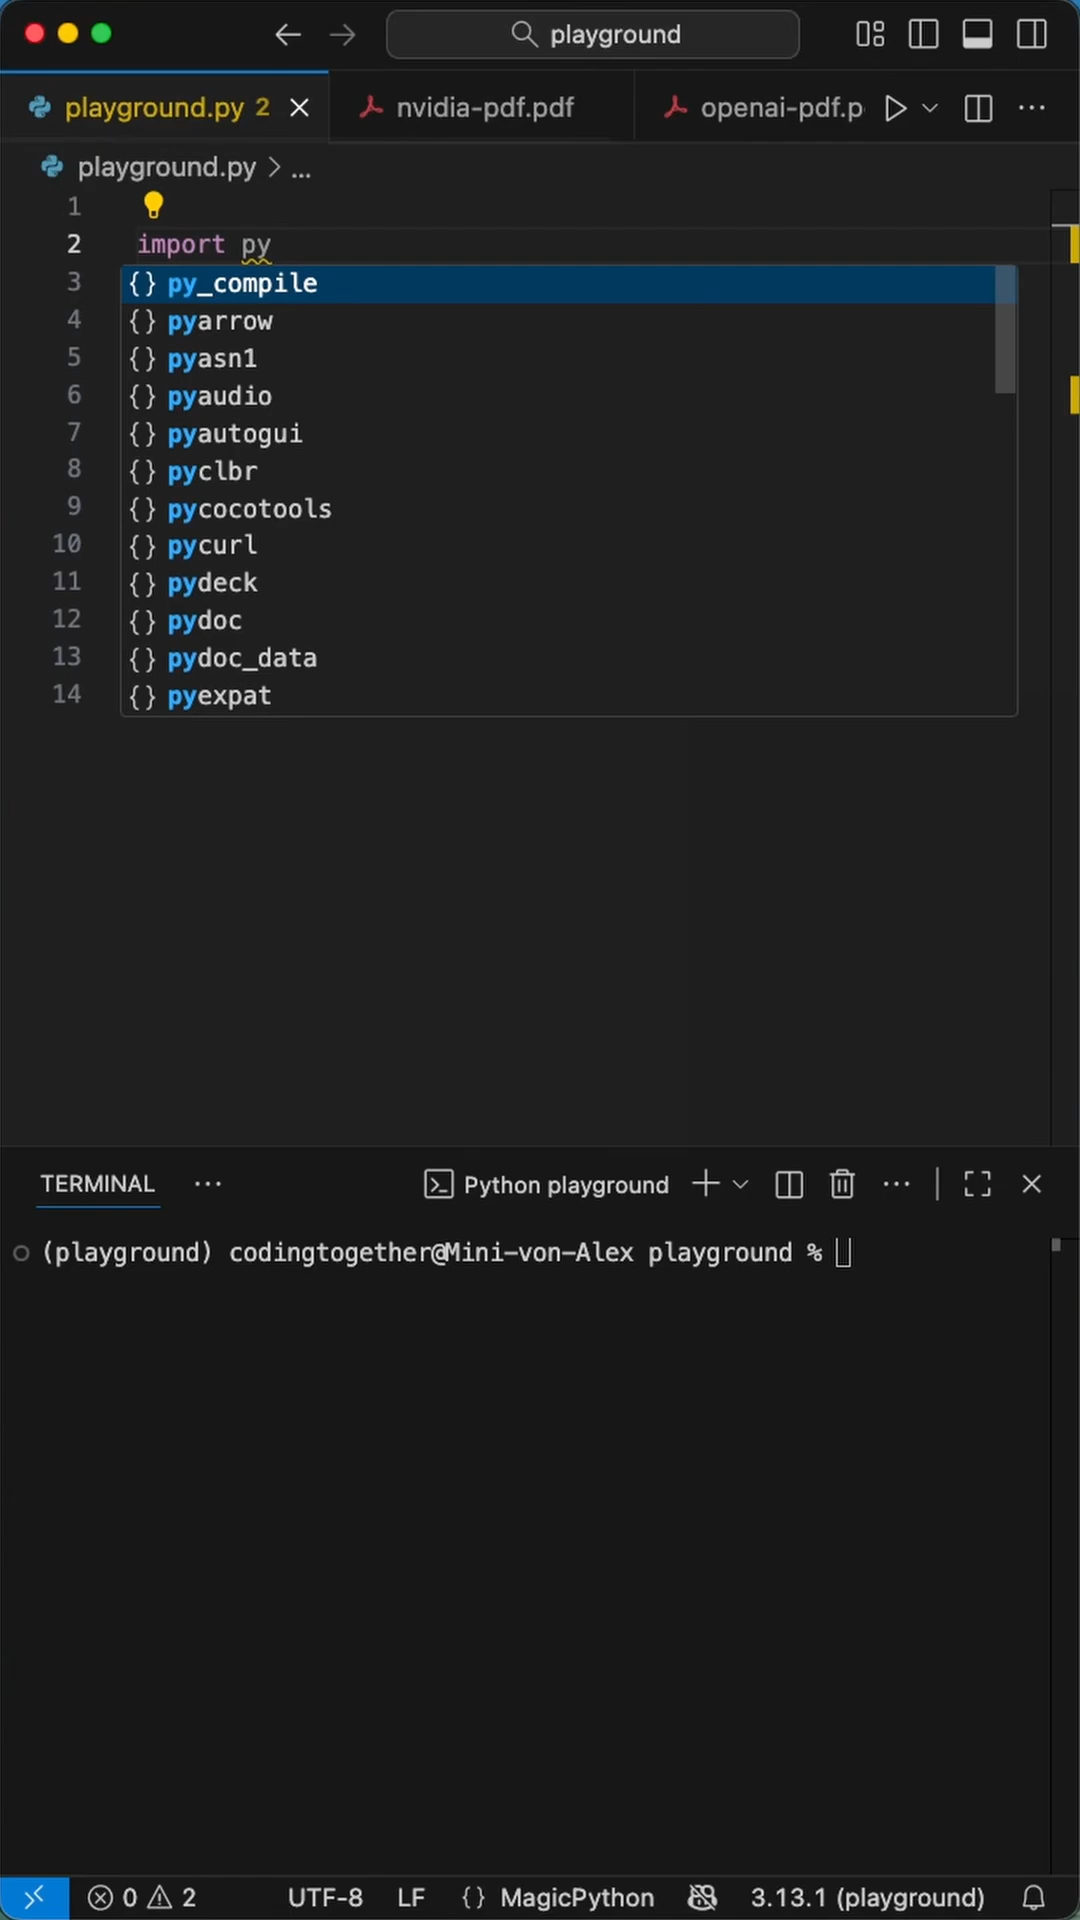 playground
playground.py 2
nvidia-pdf.pdf
openai-pdf.p
playground.py > ...
1
2 import py
3 {} py_compile
4 {} pyarrow
5 {} pyasn1
6 {} pyaudio
7 {} pyautogui
8 {} pyclbr
9 {} pycocotools
10 {} pycurl
11 {} pydeck
12 {} pydoc
13 {} pydoc_data
14 {} pyexpat
TERMINAL ... Python playground
(playground) codingtogether@Mini-von-Alex playground %
0 2 UTF-8 LF {} MagicPython 3.13.1 (playground)